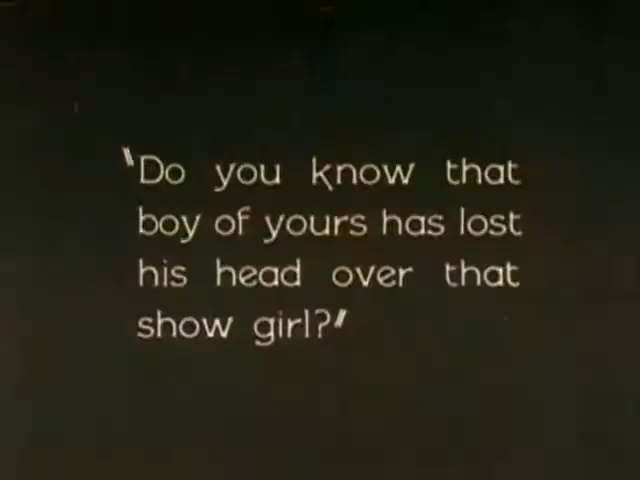 "Do you know that
boy of yours has lost
his head over that
show girl?"